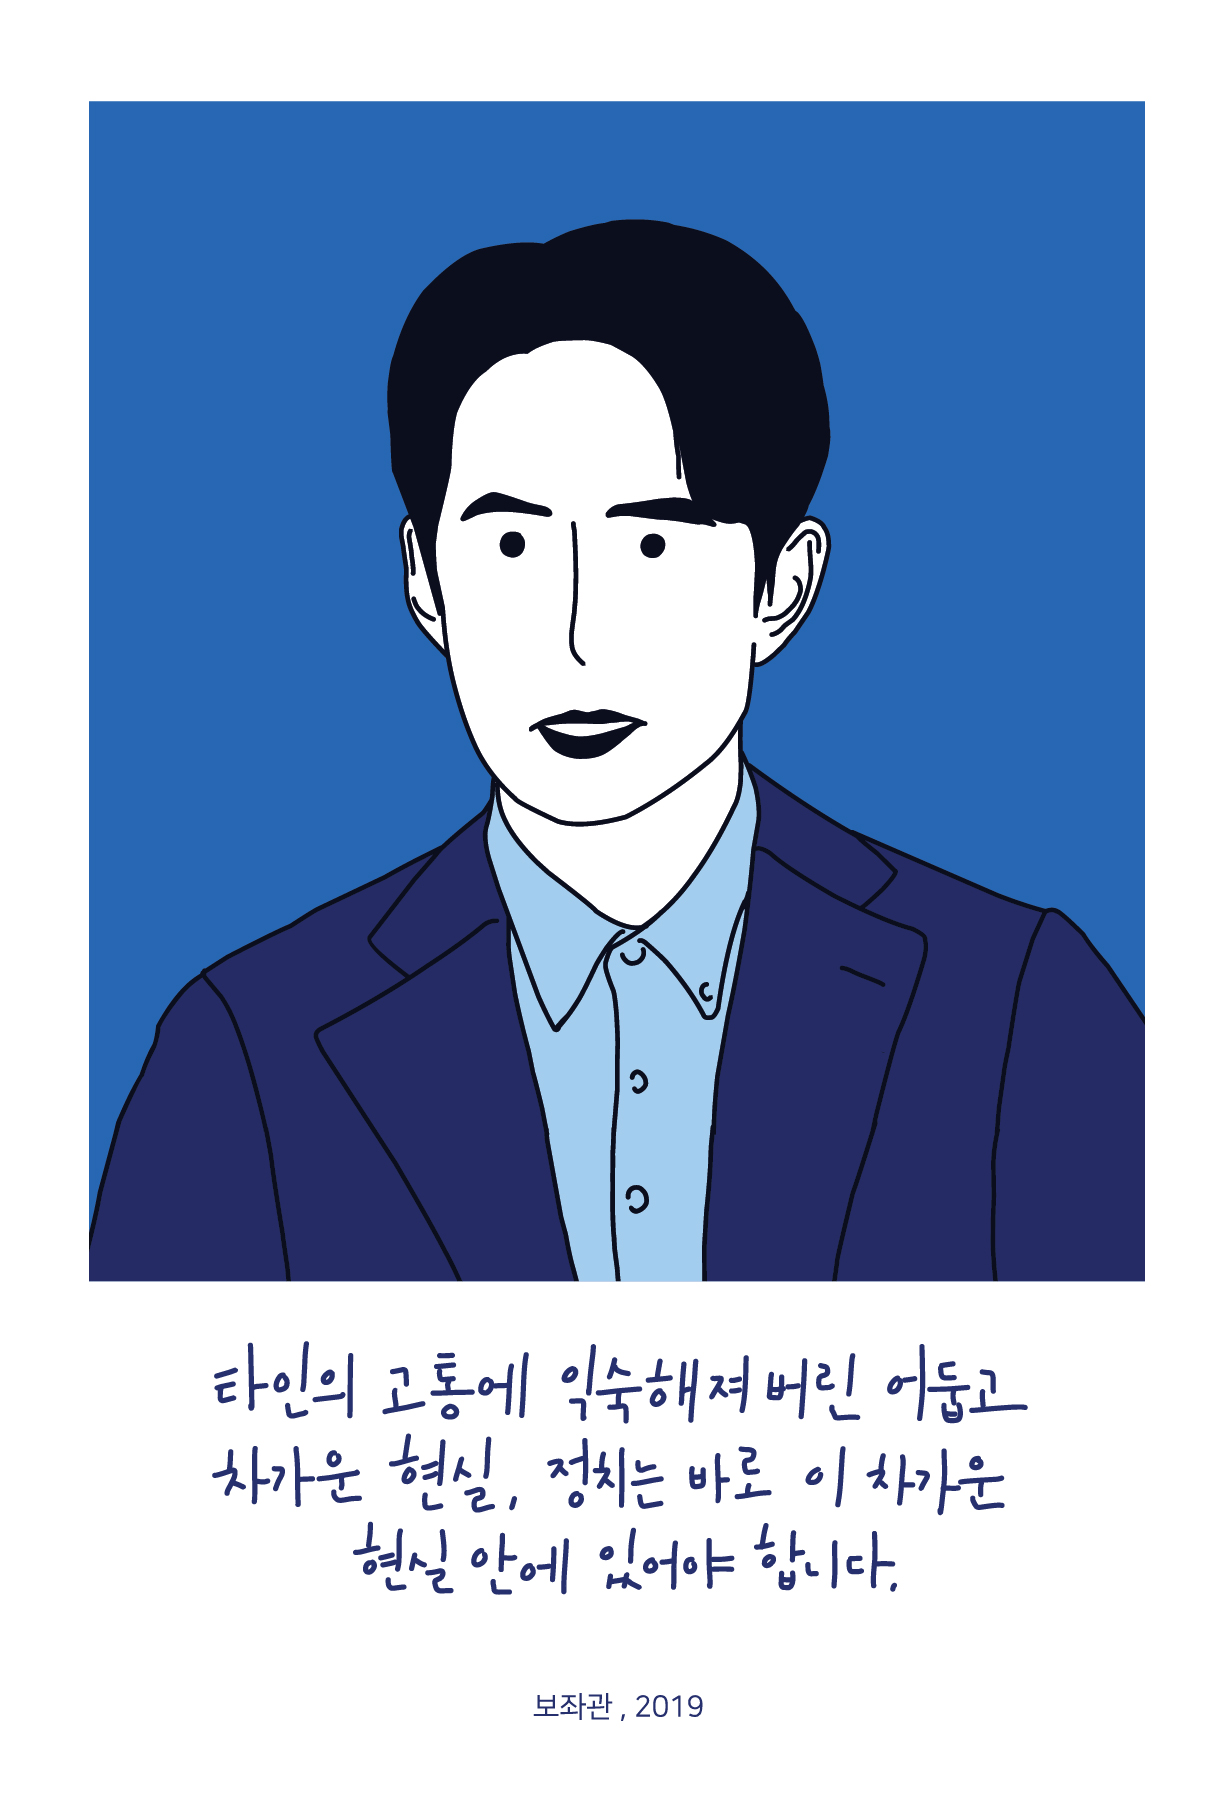 타인의 고통에 익숙해져 버린 어둡고
차가운 현실, 정치는 바로 이 차가운
현실 안에 있어야 합니다.
보좌관 , 2019